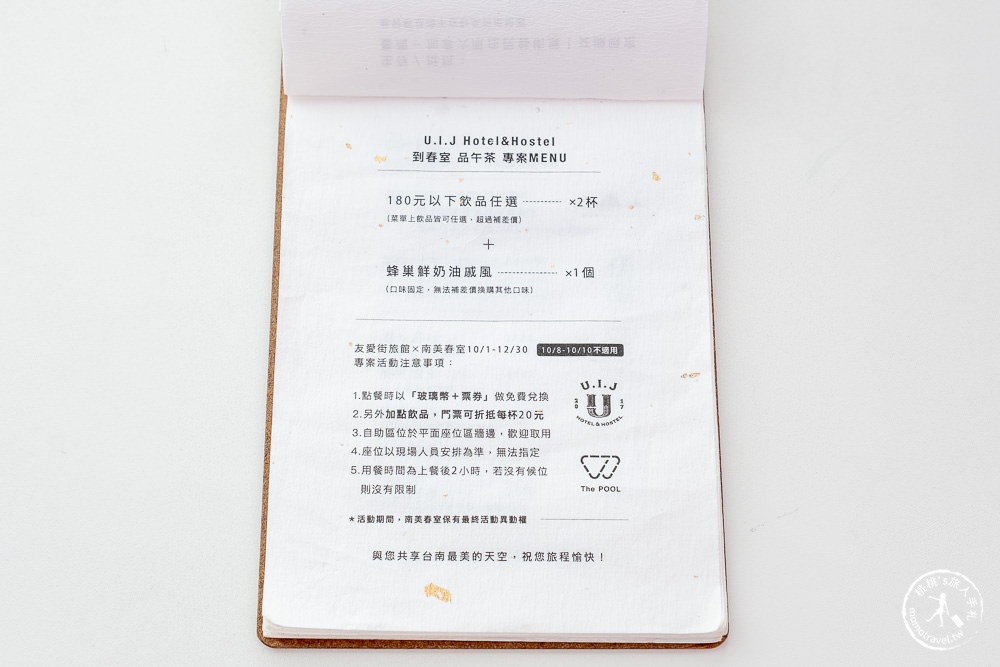 U.I.J Hotel&Hostel
到春室 品午茶 專案MENU
180元以下飲品任選 ×2杯
(菜單上飲品皆可任選,超過補差價)
+
蜂巢鮮奶油戚風 ×1個
(口味固定,無法補差價換購其他口味)
友愛街旅館×南美春室10/1-12/30 10/8-10/10不適用
專案活動注意事項:
1.點餐時以「玻璃幣+票券」做免費兌換
2.另外加點飲品,門票可折抵每杯20元
3.自助區位於平面座位區牆邊,歡迎取用
4.座位以現場人員安排為準,無法指定
5.用餐時間為上餐後2小時,若沒有候位
則沒有限制
U.I.J
20 U 17
HOTEL & HOSTEL
The POOL
*活動期間,南美春室保有最終活動異動權
與您共享台南最美的天空,祝您旅程愉快!
桃桃's旅人手札
momotravel.tw